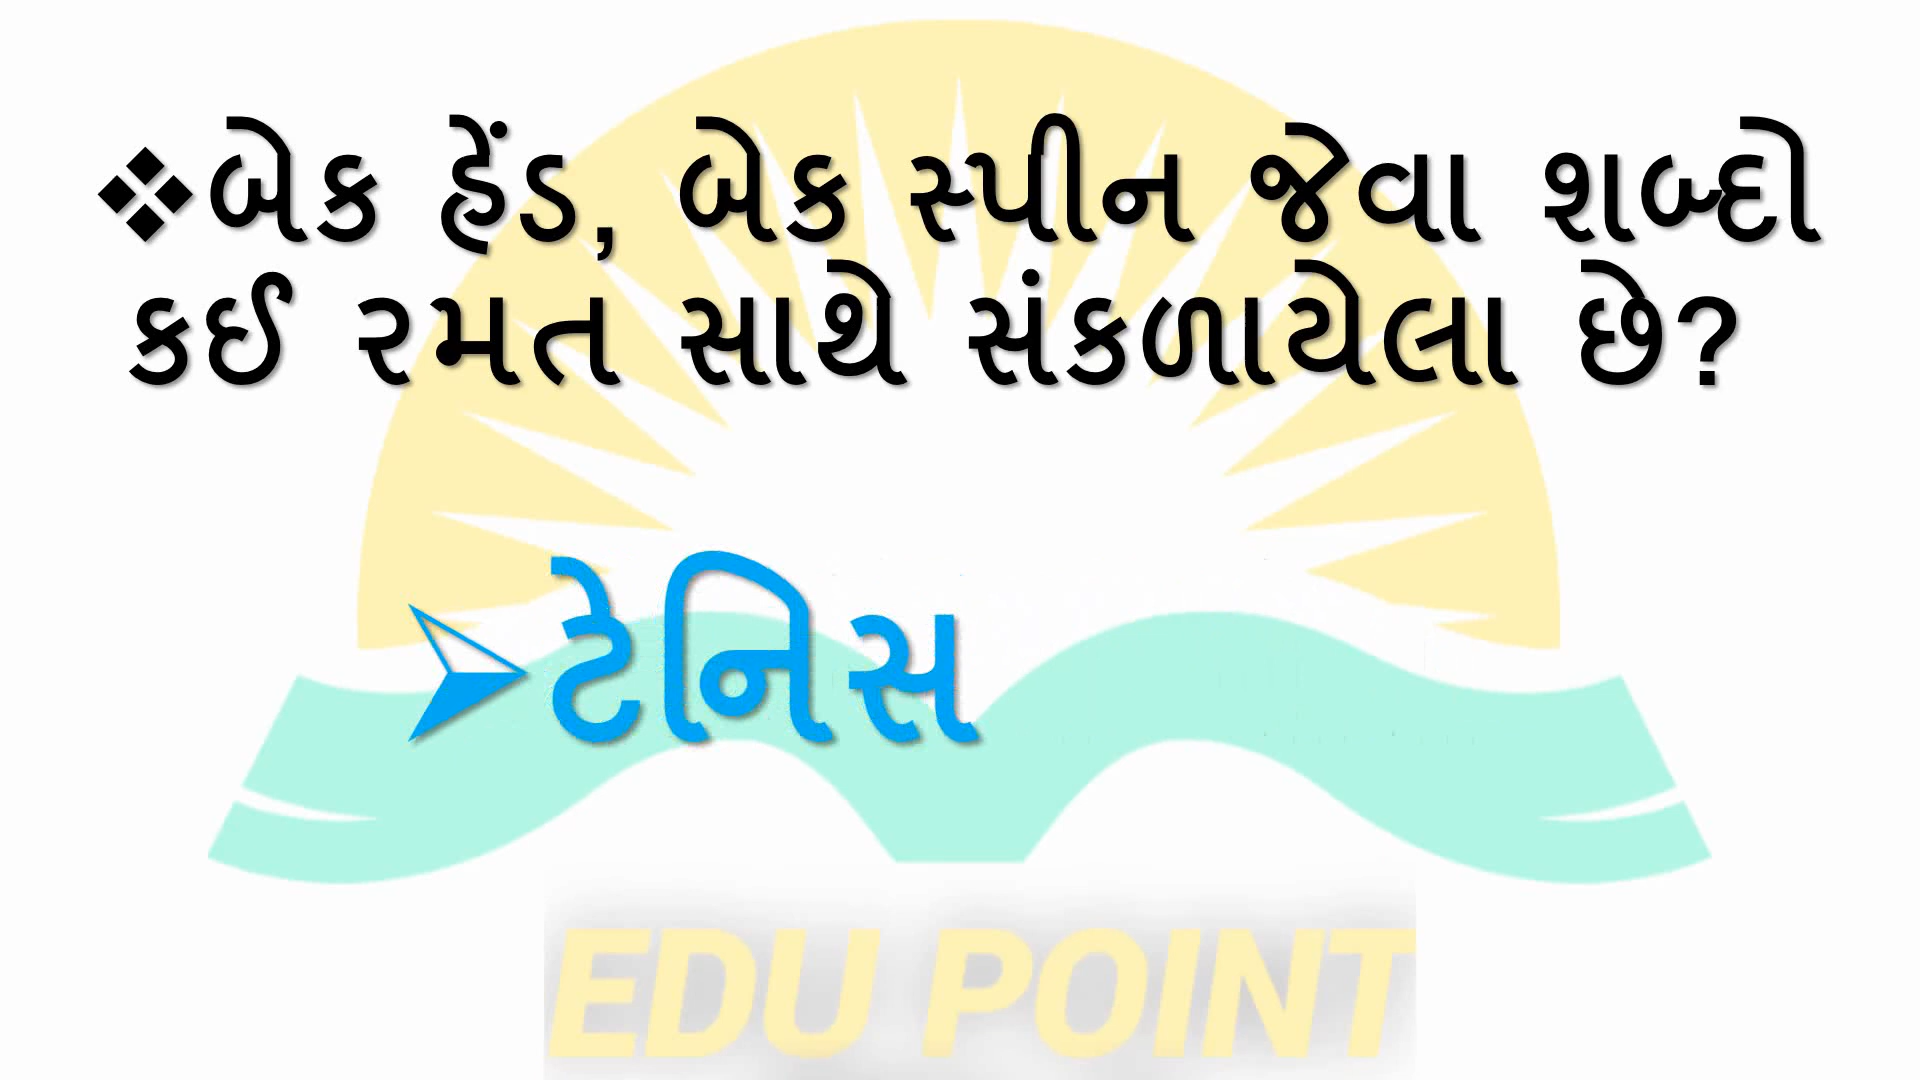 ❖બેક હેંડ, બેક સ્પીન જેવા શબ્દો
કઈ રમત સાથે સંકળાયેલા છે?
➢ટેનિસ
EDU POINT